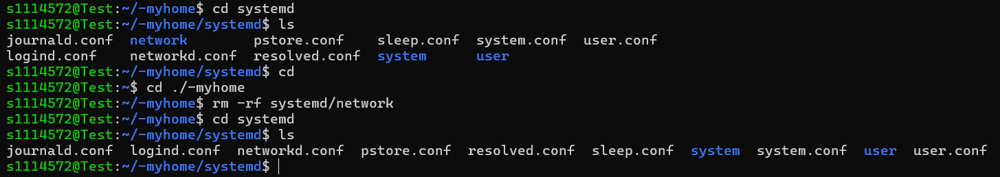 s1114572@Test:~/-myhome$ cd systemd
s1114572@Test:~/-myhome/systemd$ ls
journald.conf  network        pstore.conf    sleep.conf  system.conf  user.conf
logind.conf    networkd.conf  resolved.conf  system      user
s1114572@Test:~/-myhome/systemd$ cd
s1114572@Test:~$ cd ./-myhome
s1114572@Test:~/-myhome$ rm -rf systemd/network
s1114572@Test:~/-myhome$ cd systemd
s1114572@Test:~/-myhome/systemd$ ls
journald.conf  logind.conf  networkd.conf  pstore.conf  resolved.conf  sleep.conf  system  system.conf  user  user.conf
s1114572@Test:~/-myhome/systemd$